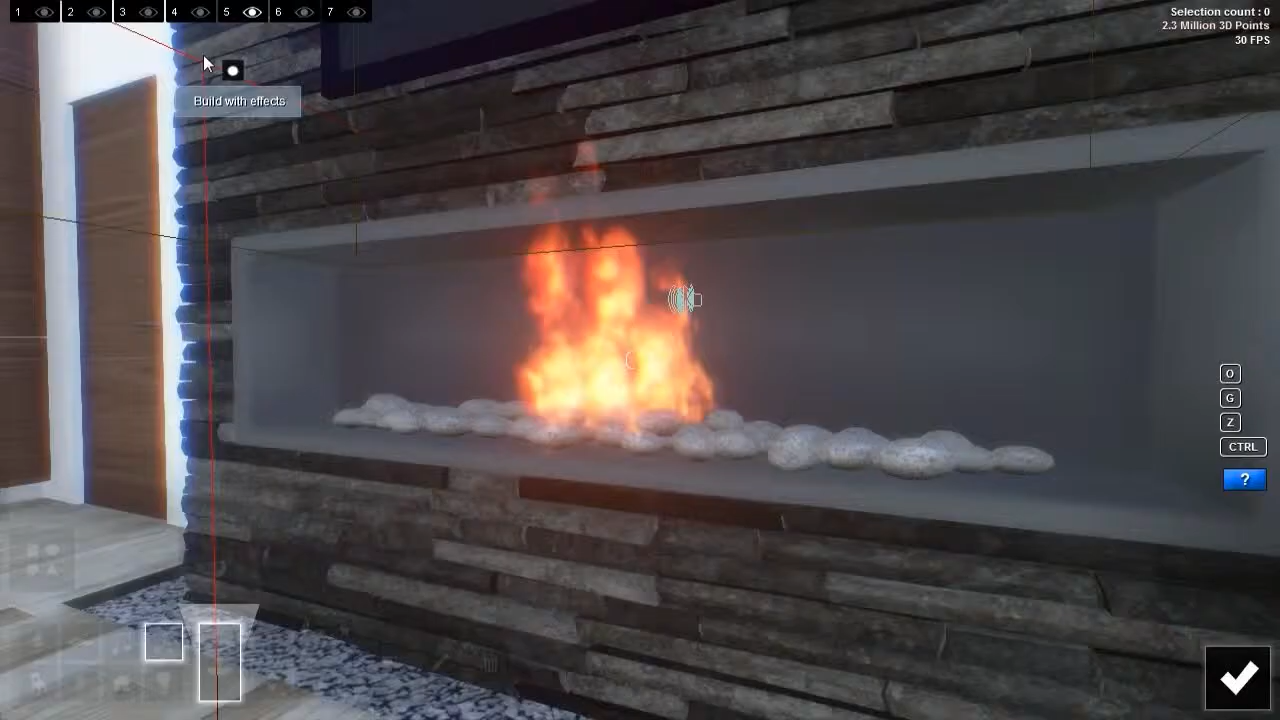 1 2 3 4 5 6 7
Selection count : 0
2.3 Million 3D Points
30 FPS
Build with effects
O
G
Z
CTRL
?